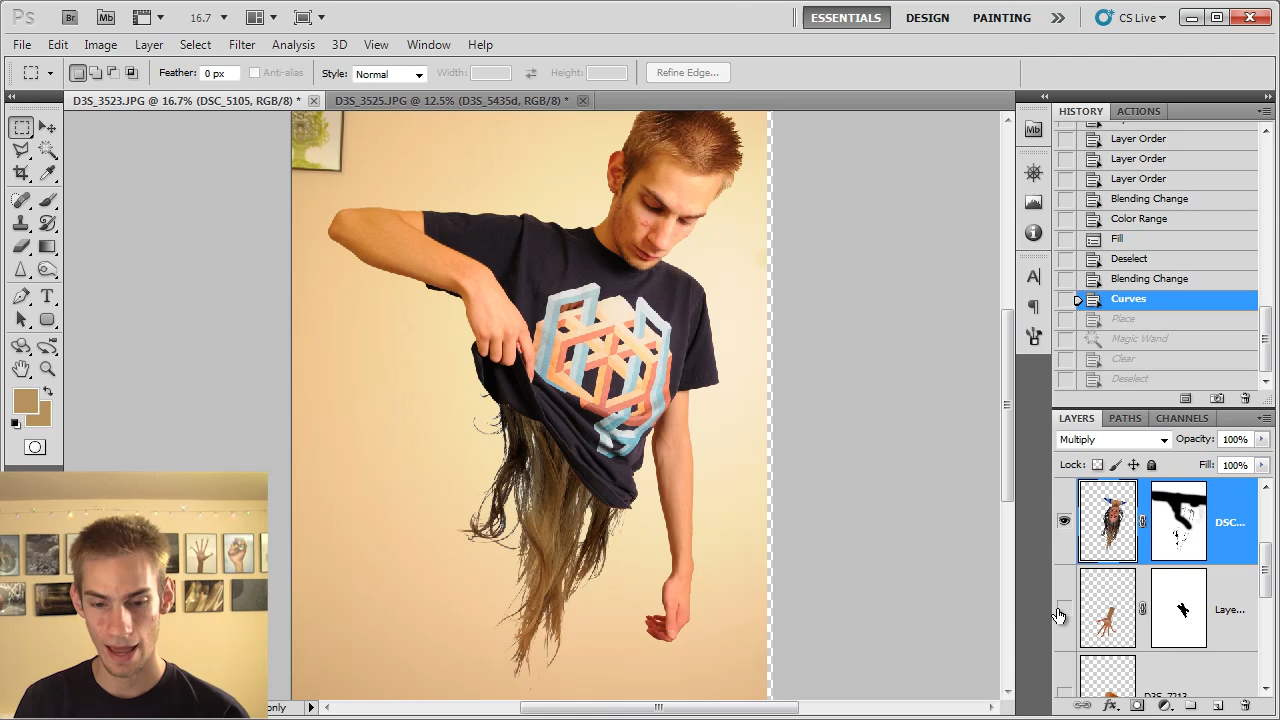 Ps Br Mb 16.7 ESSENTIALS DESIGN PAINTING CS Live
File Edit Image Layer Select Filter Analysis 3D View Window Help
Feather: 0 px Anti-alias Style: Normal Width: Height: Refine Edge...
D3S_3523.JPG @ 16.7% (DSC_5105, RGB/8) * D3S_3525.JPG @ 12.5% (D3S_5435d, RGB/8) *
HISTORY ACTIONS
Mb
Layer Order
Layer Order
Layer Order
Blending Change
Color Range
Fill
Deselect
Blending Change
Curves
Place
Magic Wand
Clear
Deselect
LAYERS PATHS CHANNELS
Multiply Opacity: 100%
Lock: Fill: 100%
DSC...
Laye...
D3S_7213
only